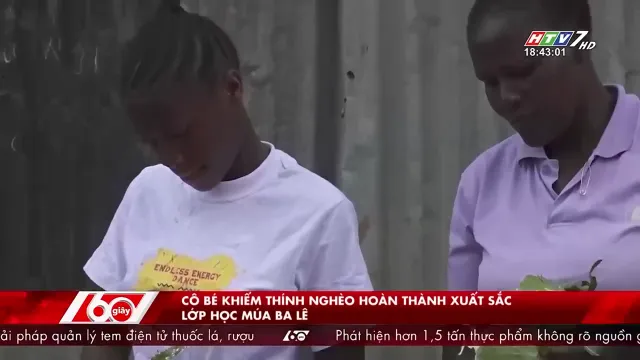 HTV7 HD
18:43:01
ENDLESS ENERGY
DANCE
60 giây
CÔ BÉ KHIẾM THÍNH NGHÈO HOÀN THÀNH XUẤT SẮC
LỚP HỌC MÚA BA LÊ
ải pháp quản lý tem điện tử thuốc lá, rượu 60 Phát hiện hơn 1,5 tấn thực phẩm không rõ nguồn g